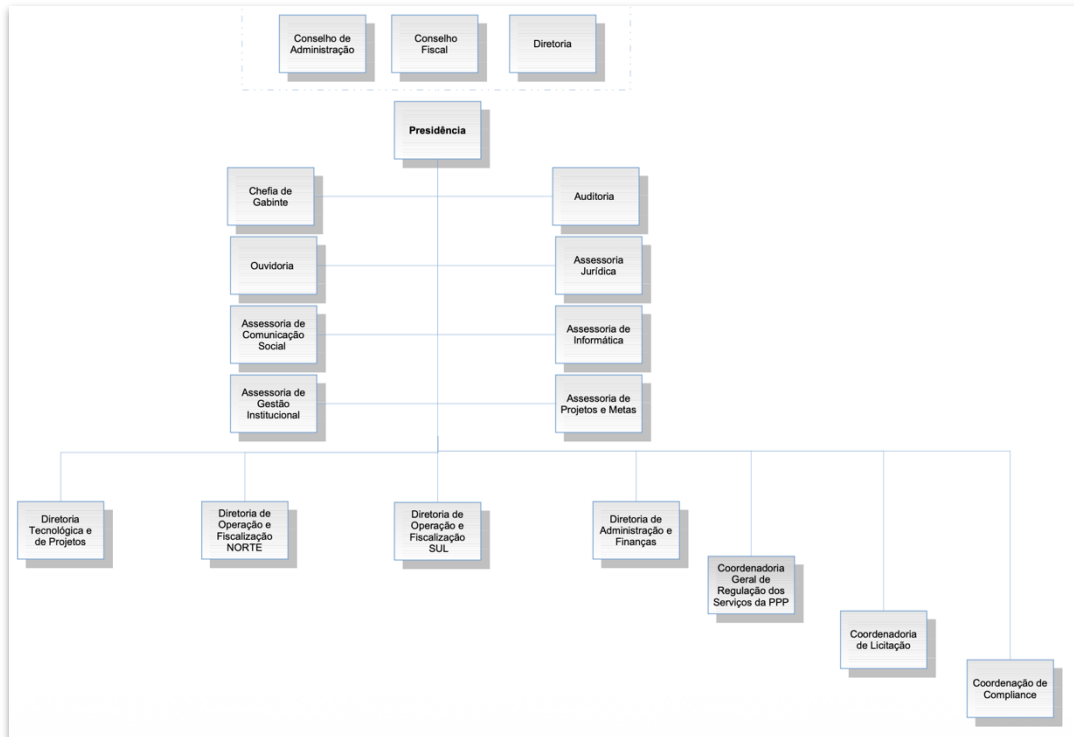 Conselho de
Administração
Conselho
Fiscal
Diretoria
Presidência
Chefia de
Gabinte
Auditoria
Ouvidoria
Assessoria
Jurídica
Assessoria de
Comunicação
Social
Assessoria de
Informática
Assessoria de
Gestão
Institucional
Assessoria de
Projetos e Metas
Diretoria
Tecnológica e
de Projetos
Diretoria de
Operação e
Fiscalização
NORTE
Diretoria de
Operação e
Fiscalização
SUL
Diretoria de
Administração e
Finanças
Coordenadoria
Geral de
Regulação dos
Serviços da PPP
Coordenadoria
de Licitação
Coordenação de
Compliance